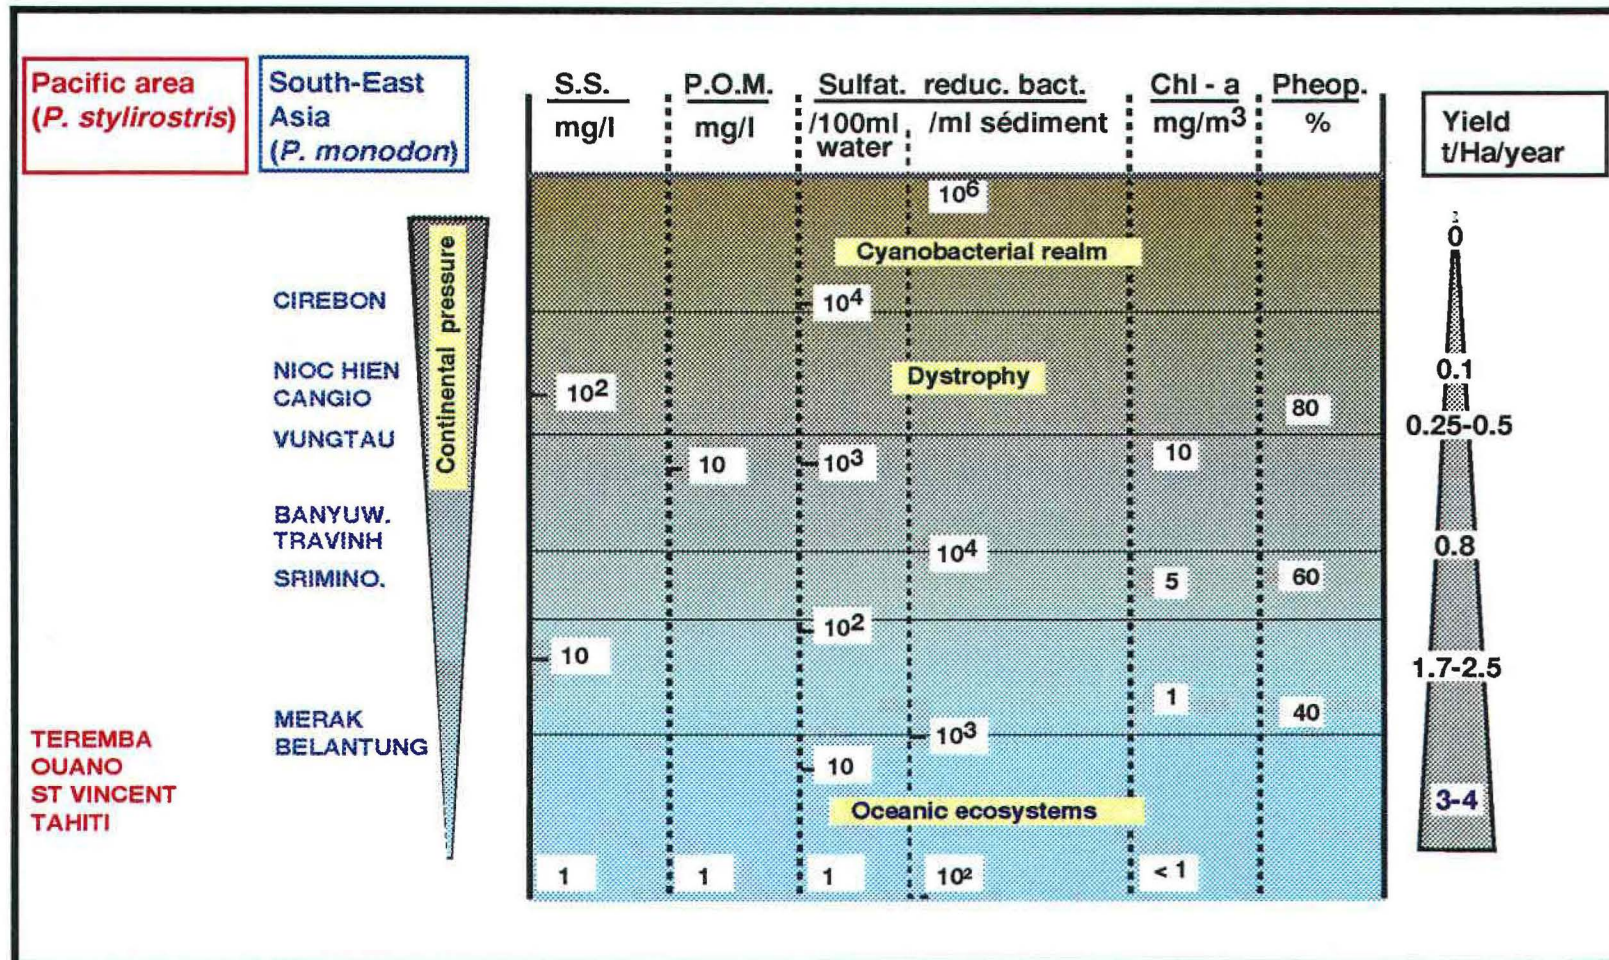 Pacific area
(P. stylirostris)
South-East
Asia
(P. monodon)
S.S.
mg/l
P.O.M.
mg/l
Sulfat. reduc. bact.
/100ml
water
/ml sédiment
Chl - a
mg/m³
Pheop.
%
Yield
t/Ha/year
Continental pressure
CIREBON
NIOC HIEN
CANGIO
VUNGTAU
BANYUW.
TRAVINH
SRIMINO.
MERAK
BELANTUNG
TEREMBA
OUANO
ST VINCENT
TAHITI
10⁶
Cyanobacterial realm
10⁴
Dystrophy
10²
80
10
10³
10
10⁴
5
60
10²
10
1
40
10³
10
Oceanic ecosystems
1
1
1
10²
< 1
0
0.1
0.25-0.5
0.8
1.7-2.5
3-4